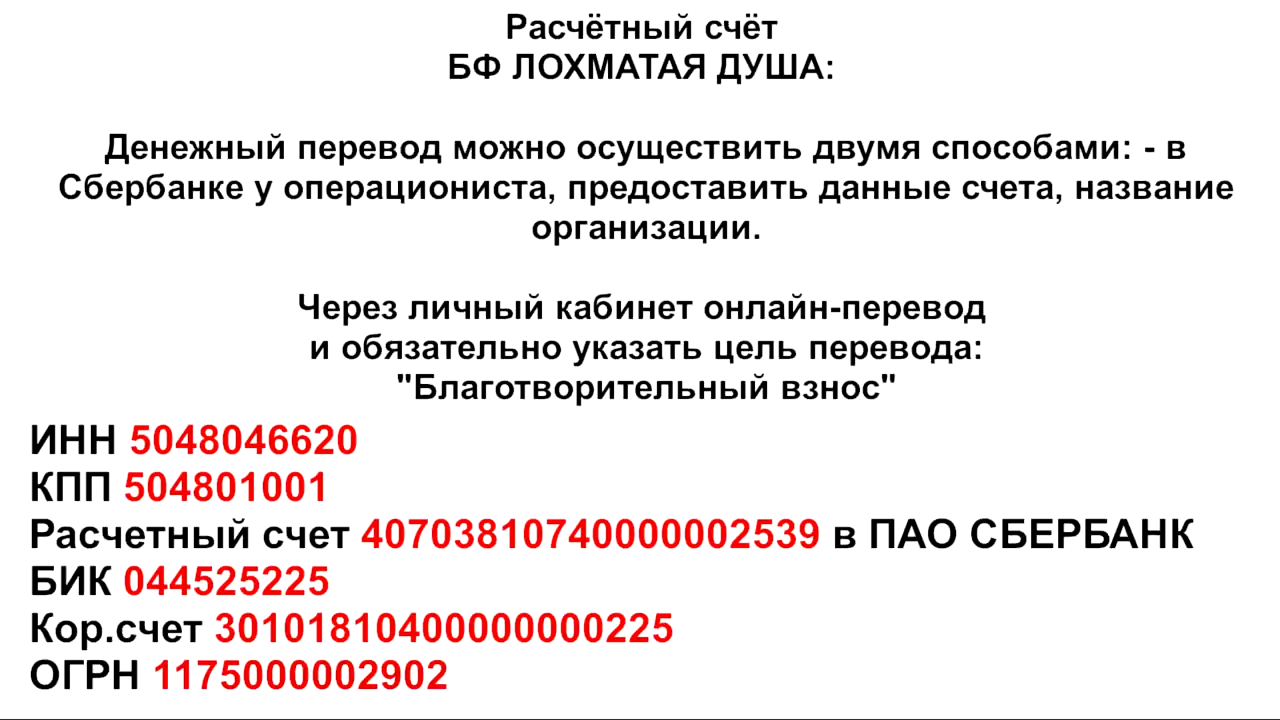 Расчётный счёт
БФ ЛОХМАТАЯ ДУША:
Денежный перевод можно осуществить двумя способами: - в
Сбербанке у операциониста, предоставить данные счета, название
организации.
Через личный кабинет онлайн-перевод
и обязательно указать цель перевода:
"Благотворительный взнос"
ИНН 5048046620
КПП 504801001
Расчетный счет 40703810740000002539 в ПАО СБЕРБАНК
БИК 044525225
Кор.счет 30101810400000000225
ОГРН 1175000002902